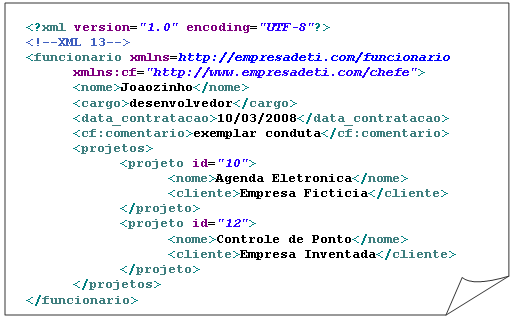 <?xml version="1.0" encoding="UTF-8"?>
<!--XML 13-->
<funcionario xmlns=http://empresadeti.com/funcionario
xmlns:cf="http://www.empresadeti.com/chefe">
<nome>Joaozinho</nome>
<cargo>desenvolvedor</cargo>
<data_contratacao>10/03/2008</data_contratacao>
<cf:comentario>exemplar conduta</cf:comentario>
<projetos>
<projeto id="10">
<nome>Agenda Eletronica</nome>
<cliente>Empresa Ficticia</cliente>
</projeto>
<projeto id="12">
<nome>Controle de Ponto</nome>
<cliente>Empresa Inventada</cliente>
</projeto>
</projetos>
</funcionario>